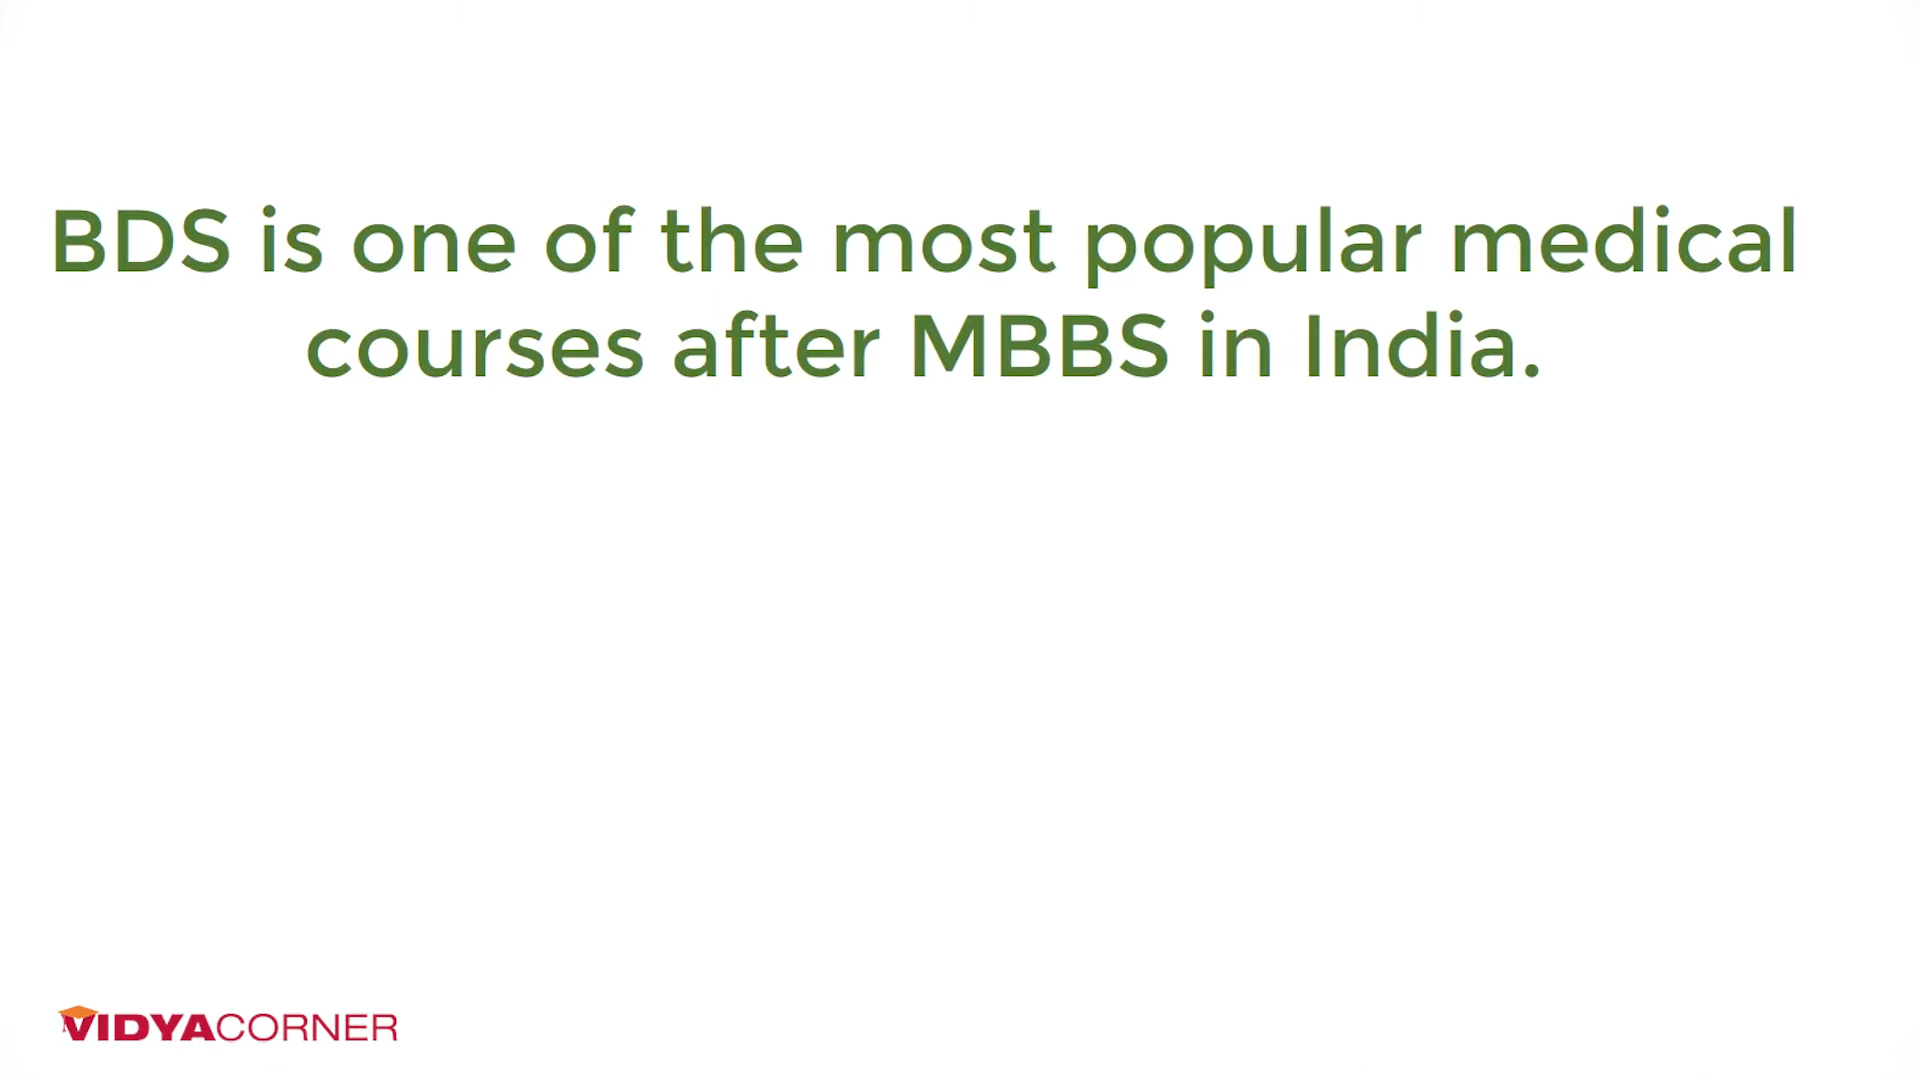 BDS is one of the most popular medical
courses after MBBS in India.
VIDYACORNER